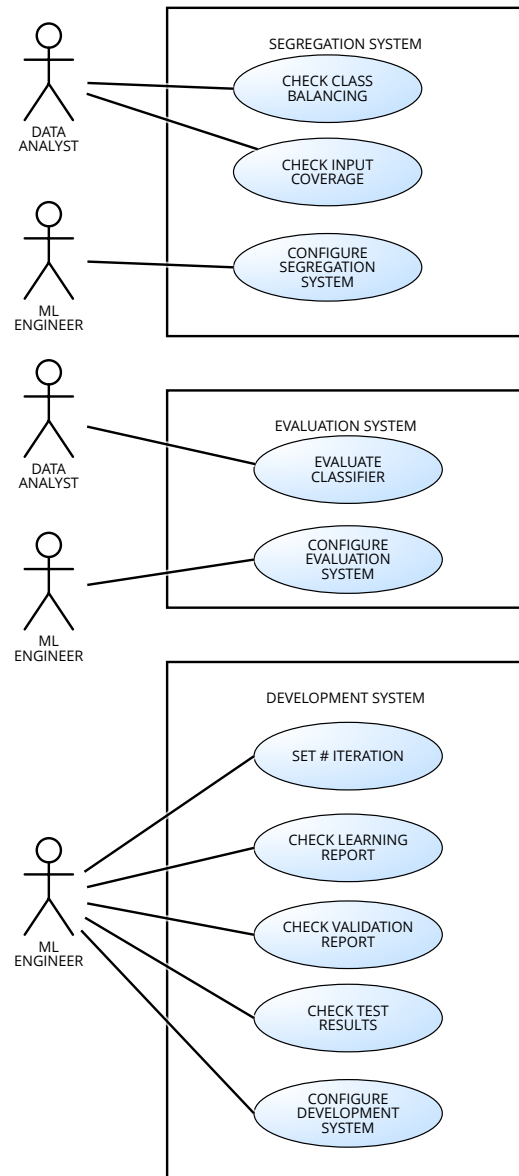 SEGREGATION SYSTEM
CHECK CLASS
BALANCING
DATA
ANALYST
CHECK INPUT
COVERAGE
CONFIGURE
SEGREGATION
SYSTEM
ML
ENGINEER
EVALUATION SYSTEM
EVALUATE
CLASSIFIER
DATA
ANALYST
CONFIGURE
EVALUATION
SYSTEM
ML
ENGINEER
DEVELOPMENT SYSTEM
SET # ITERATION
CHECK LEARNING
REPORT
ML
ENGINEER
CHECK VALIDATION
REPORT
CHECK TEST
RESULTS
CONFIGURE
DEVELOPMENT
SYSTEM